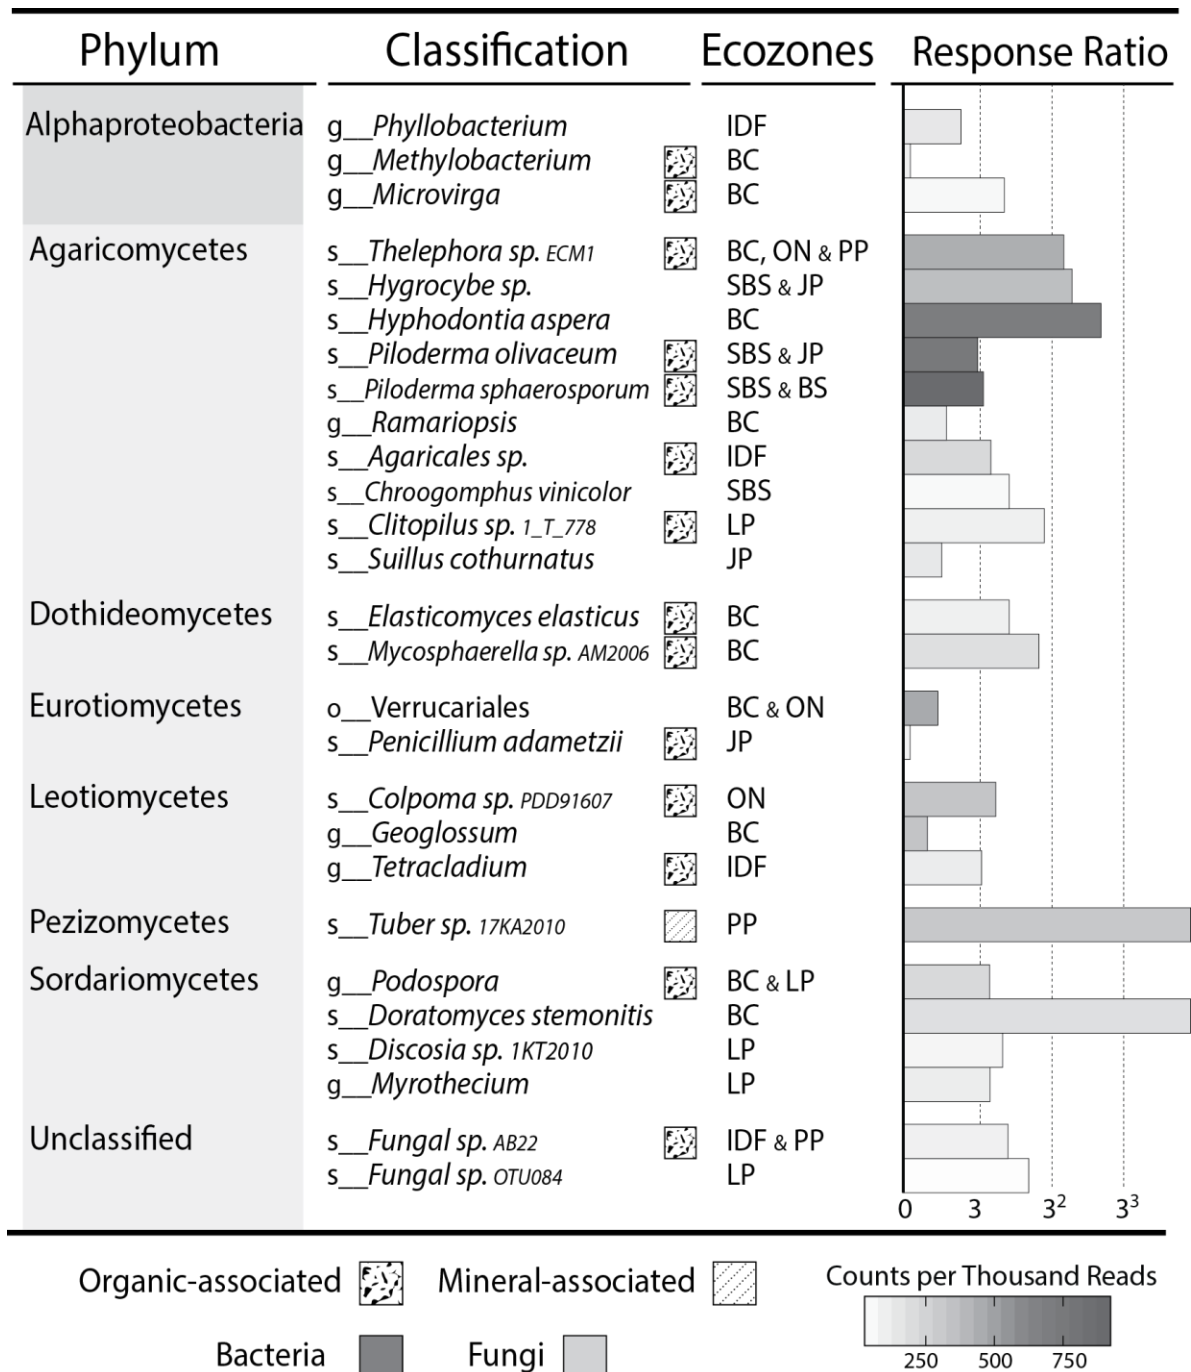 Phylum Classification Ecozones Response Ratio
Alphaproteobacteria g__Phyllobacterium IDF
g__Methylobacterium BC
g__Microvirga BC
Agaricomycetes s__Thelephora sp. ECM1 BC, ON & PP
s__Hygrocybe sp. SBS & JP
s__Hyphodontia aspera BC
s__Piloderma olivaceum SBS & JP
s__Piloderma sphaerosporum SBS & BS
g__Ramariopsis BC
s__Agaricales sp. IDF
s__Chroogomphus vinicolor SBS
s__Clitopilus sp. 1_T_778 LP
s__Suillus cothurnatus JP
Dothideomycetes s__Elasticomyces elasticus BC
s__Mycosphaerella sp. AM2006 BC
Eurotiomycetes o__Verrucariales BC & ON
s__Penicillium adametzii JP
Leotiomycetes s__Colpoma sp. PDD91607 ON
g__Geoglossum BC
g__Tetracladium IDF
Pezizomycetes s__Tuber sp. 17KA2010 PP
Sordariomycetes g__Podospora BC & LP
s__Doratomyces stemonitis BC
s__Discosia sp. 1KT2010 LP
g__Myrothecium LP
Unclassified s__Fungal sp. AB22 IDF & PP
s__Fungal sp. OTU084 LP
0 3 3² 3³
Organic-associated Mineral-associated Counts per Thousand Reads
250 500 750
Bacteria Fungi